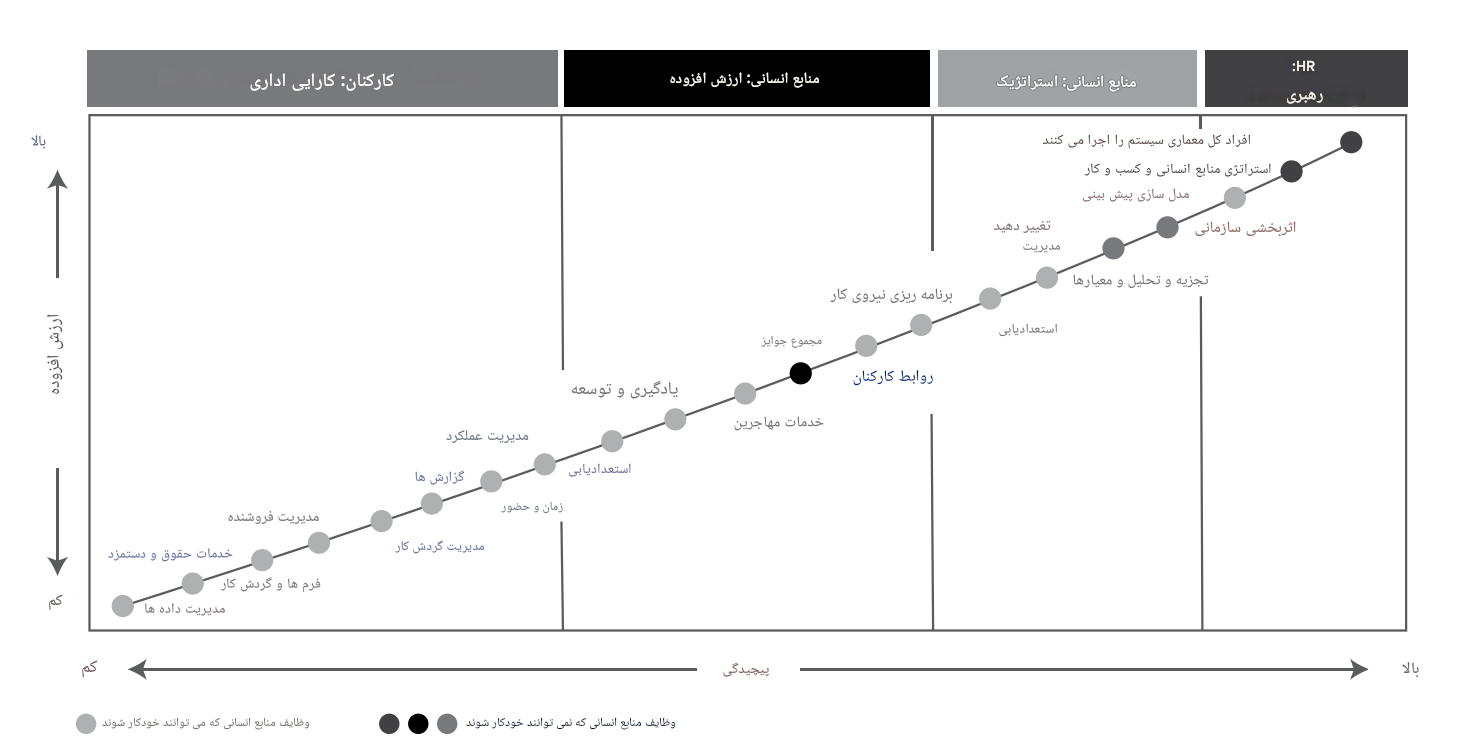 کارکنان: کارایی اداری
منابع انسانی: ارزش افزوده
منابع انسانی: استراتژیک
HR:
رهبری
بالا
ارزش افزوده
کم
افراد کل معماری سیستم را اجرا می کنند
استراتژی منابع انسانی و کسب و کار
مدل سازی پیش بینی
اثربخشی سازمانی
تغییر دهید
مدیریت
تجزیه و تحلیل و معیارها
برنامه ریزی نیروی کار
استعدادیابی
مجموع جوایز
روابط کارکنان
یادگیری و توسعه
خدمات مهاجرین
مدیریت عملکرد
استعدادیابی
گزارش ها
زمان و حضور
مدیریت فروشنده
مدیریت گردش کار
خدمات حقوق و دستمزد
فرم ها و گردش کار
مدیریت داده ها
کم
پیچیدگی
بالا
وظایف منابع انسانی که می توانند خودکار شوند
وظایف منابع انسانی که نمی توانند خودکار شوند